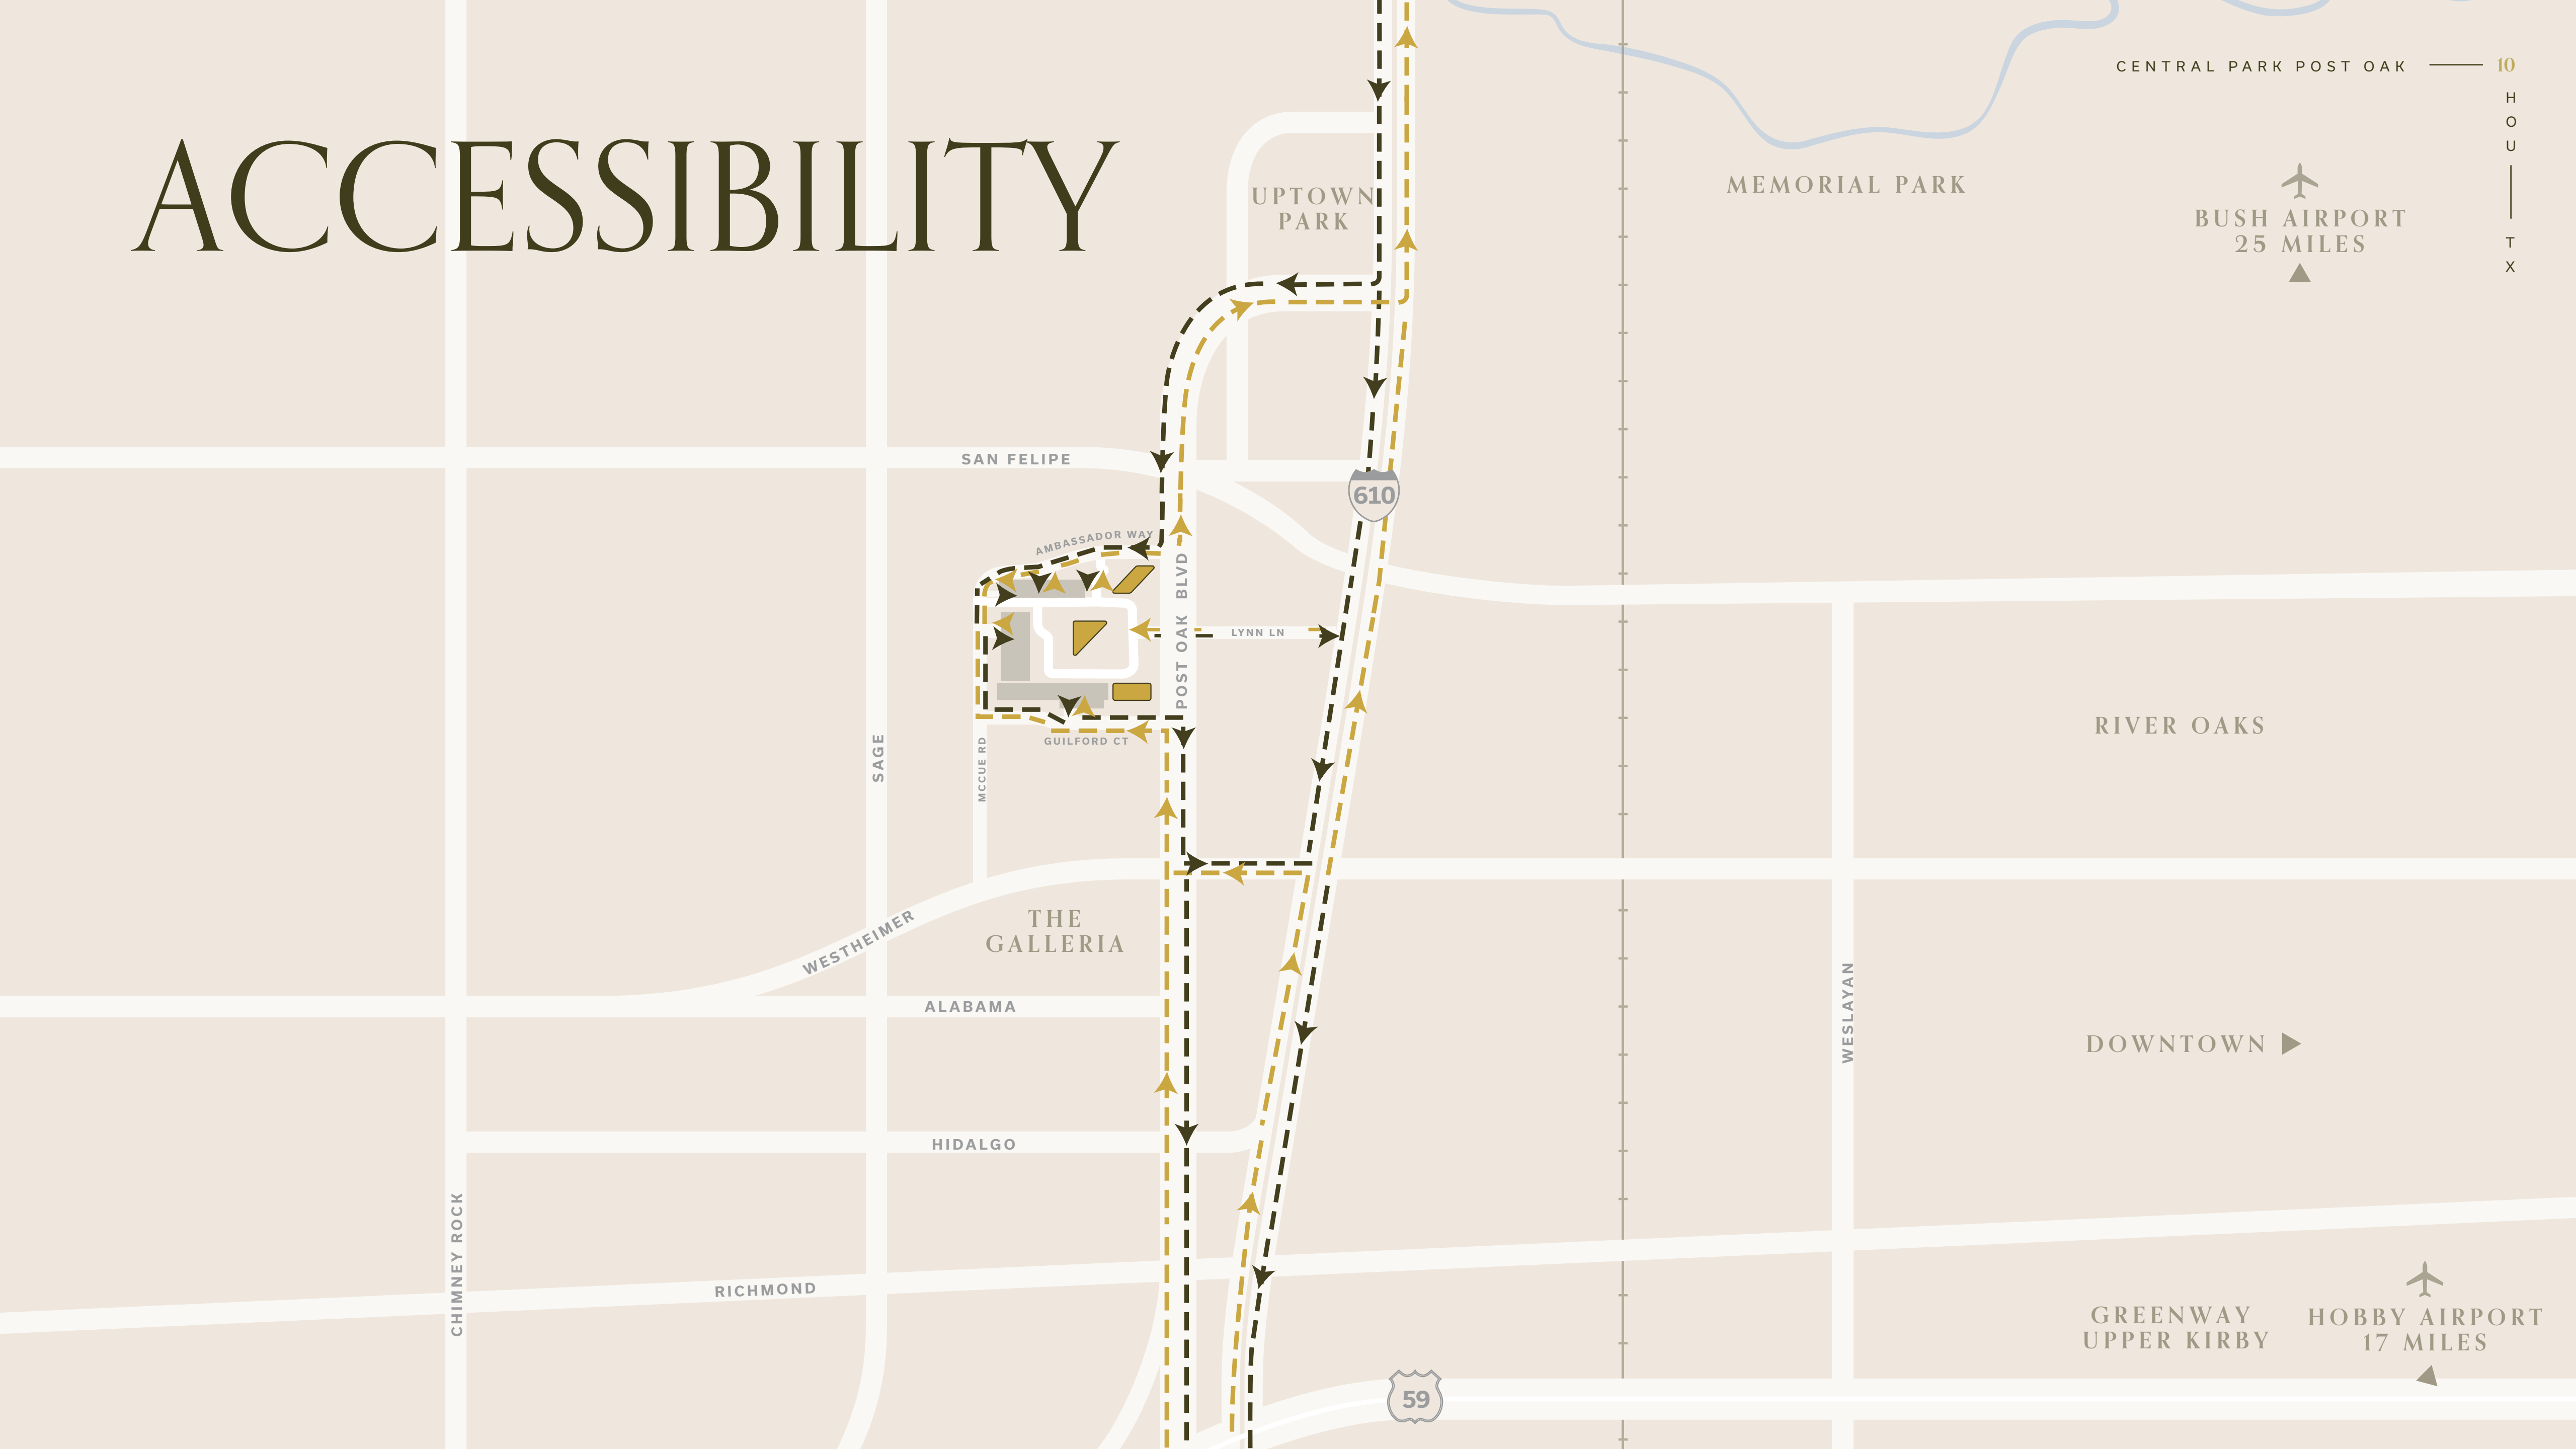 CENTRAL PARK POST OAK
10
HOU
TX
ACCESSIBILITY
UPTOWN
PARK
MEMORIAL PARK
BUSH AIRPORT
25 MILES
SAN FELIPE
610
AMBASSADOR WAY
POST OAK BLVD
LYNN LN
RIVER OAKS
GUILFORD CT
SAGE
MCCUE RD
THE
GALLERIA
WESTHEIMER
ALABAMA
WESLAYAN
DOWNTOWN
HIDALGO
CHIMNEY ROCK
RICHMOND
GREENWAY
UPPER KIRBY
HOBBY AIRPORT
17 MILES
59